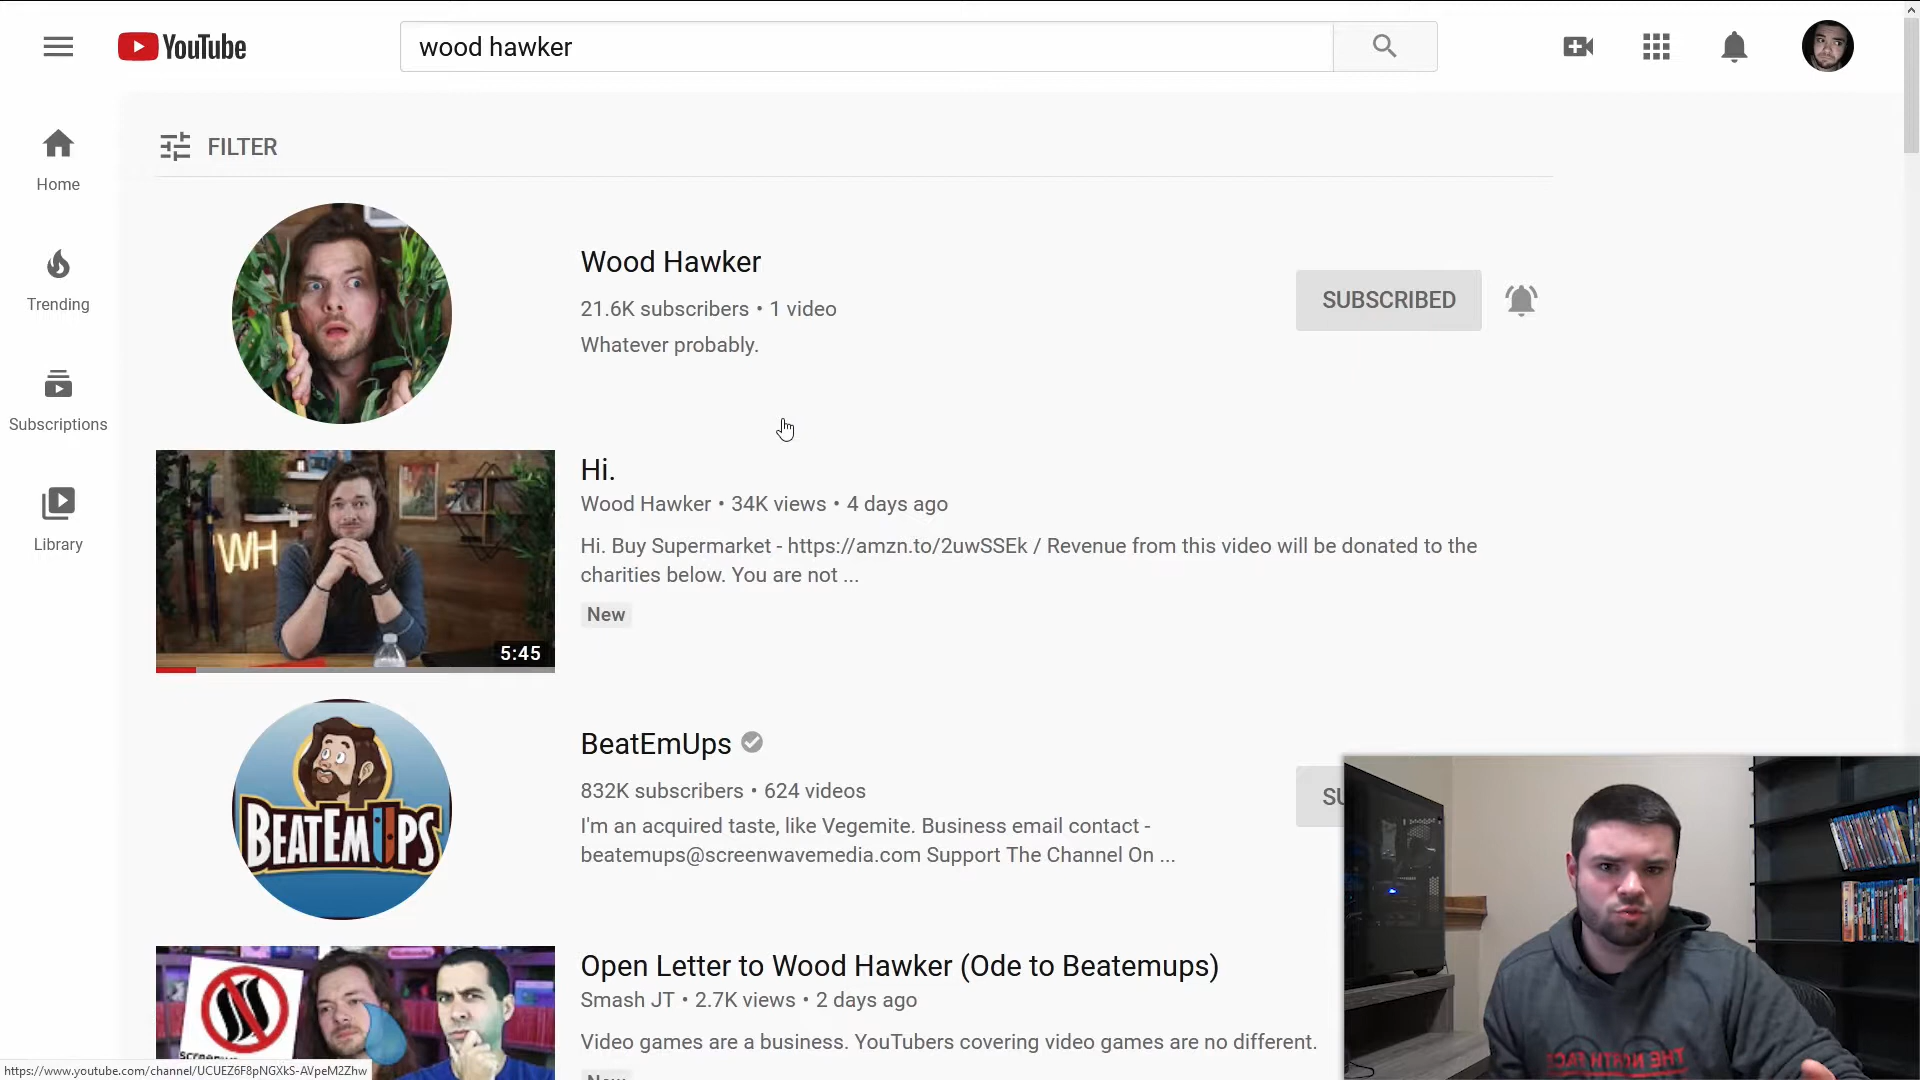 YouTube
wood hawker
FILTER
Home
Trending
Subscriptions
Library
Wood Hawker
21.6K subscribers • 1 video
Whatever probably.
SUBSCRIBED
WH
5:45
Hi.
Wood Hawker • 34K views • 4 days ago
Hi. Buy Supermarket - https://amzn.to/2uwSSEk / Revenue from this video will be donated to the
charities below. You are not ...
New
BEATEMUPS
BeatEmUps
832K subscribers • 624 videos
I'm an acquired taste, like Vegemite. Business email contact -
beatemups@screenwavemedia.com Support The Channel On ...
SU
Open Letter to Wood Hawker (Ode to Beatemups)
Smash JT • 2.7K views • 2 days ago
Video games are a business. YouTubers covering video games are no different.
New
https://www.youtube.com/channel/UCUEZ6F8pNGXkS-AVpeM2Zhw
THE NORTH FACE